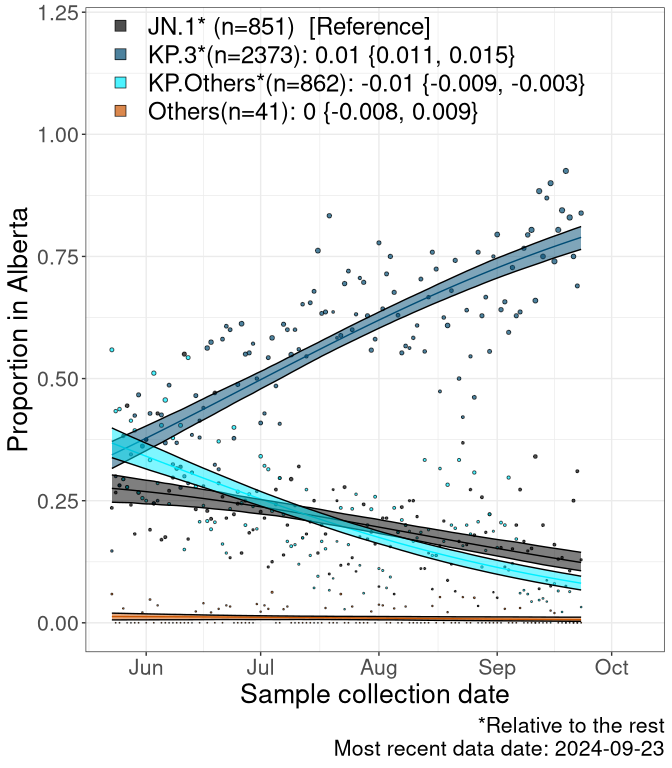 JN.1* (n=851) [Reference]
KP.3*(n=2373): 0.01 {0.011, 0.015}
KP.Others*(n=862): -0.01 {-0.009, -0.003}
Others(n=41): 0 {-0.008, 0.009}
1.25
1.00
0.75
0.50
0.25
0.00
Proportion in Alberta
Jun Jul Aug Sep Oct
Sample collection date
*Relative to the rest
Most recent data date: 2024-09-23